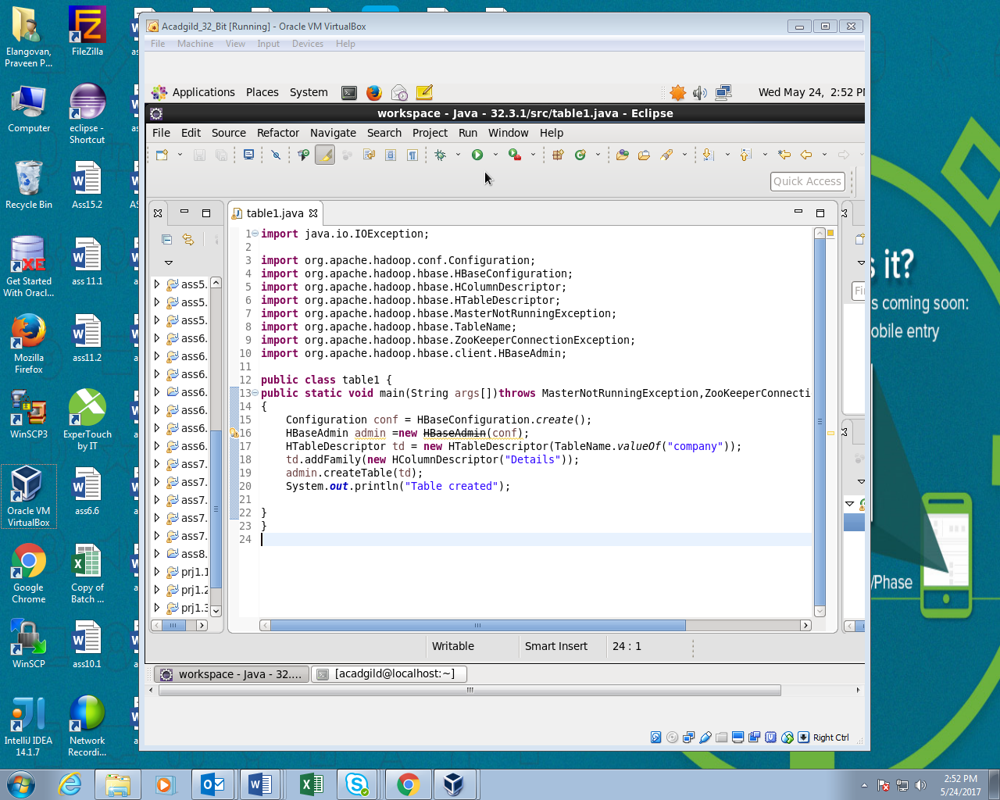 Acadgild_32_Bit [Running] - Oracle VM VirtualBox
File Machine View Input Devices Help
Applications Places System
Wed May 24, 2:52 PM
workspace - Java - 32.3.1/src/table1.java - Eclipse
File Edit Source Refactor Navigate Search Project Run Window Help
Quick Access
table1.java
1 import java.io.IOException;
2
3 import org.apache.hadoop.conf.Configuration;
4 import org.apache.hadoop.hbase.HBaseConfiguration;
5 import org.apache.hadoop.hbase.HColumnDescriptor;
6 import org.apache.hadoop.hbase.HTableDescriptor;
7 import org.apache.hadoop.hbase.MasterNotRunningException;
8 import org.apache.hadoop.hbase.TableName;
9 import org.apache.hadoop.hbase.ZooKeeperConnectionException;
10 import org.apache.hadoop.hbase.client.HBaseAdmin;
11
12 public class table1 {
13 public static void main(String args[])throws MasterNotRunningException,ZooKeeperConnecti
14 {
15 Configuration conf = HBaseConfiguration.create();
16 HBaseAdmin admin =new HBaseAdmin(conf);
17 HTableDescriptor td = new HTableDescriptor(TableName.valueOf("company"));
18 td.addFamily(new HColumnDescriptor("Details"));
19 admin.createTable(td);
20 System.out.println("Table created");
21
22 }
23 }
24
ass5.
ass5.
ass5.
ass6.
ass6.
ass6.
ass6.
ass6.
ass6.
ass6.
ass7.
ass7.
ass7.
ass7.
ass7.
ass8.
prj1.1
prj1.2
prj1.3
Writable Smart Insert 24 : 1
workspace - Java - 32.... [acadgild@localhost:~]
Right Ctrl
Elangovan, Praveen P...
FileZilla
Computer
eclipse - Shortcut
Recycle Bin
Ass15.2
Get Started With Oracl...
ass 11.1
Mozilla Firefox
ass11.2
WinSCP3
ExperTouch by IT
Oracle VM VirtualBox
ass6.6
Google Chrome
Copy of Batch ...
WinSCP
ass10.1
IntelliJ IDEA 14.1.7
Network Recordi...
s it?
s coming soon:
obile entry
/Phase
2:52 PM
5/24/2017